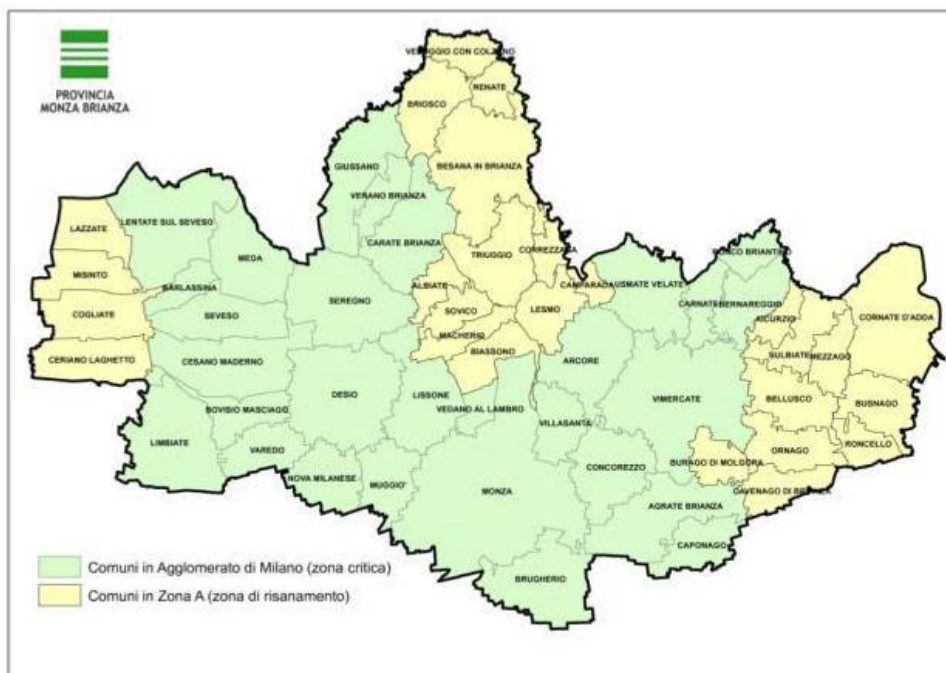 PROVINCIA
MONZA BRIANZA
VEDUGGIO CON COLZANO
RENATE
BRIOSCO
BESANA IN BRIANZA
GIUSSANO
VERANO BRIANZA
CARATE BRIANZA
LAZZATE
LENTATE SUL SEVESO
MEDA
TRIUGGIO
CORREZZANA
RONCO BRIANTINO
MISINTO
BARLASSINA
SEREGNO
ALBIATE
CAMPARADA
USMATE VELATE
CARNATE
BERNAREGGIO
CORNATE D'ADDA
COGLIATE
SEVESO
SOVICO
LESMO
AICURZIO
MACHERIO
BIASSONO
CERIANO LAGHETTO
CESANO MADERNO
ARCORE
SULBIATE
MEZZAGO
DESIO
LISSONE
VIMERCATE
BELLUSCO
BUSNAGO
BOVISIO MASCIAGO
VEDANO AL LAMBRO
VILLASANTA
LIMBIATE
VAREDO
RONCELLO
ORNAGO
CONCOREZZO
BURAGO DI MOLGORA
NOVA MILANESE
MUGGIO'
MONZA
CAVENAGO DI BRIANZA
AGRATE BRIANZA
CAPONAGO
BRUGHERIO
Comuni in Agglomerato di Milano (zona critica)
Comuni in Zona A (zona di risanamento)